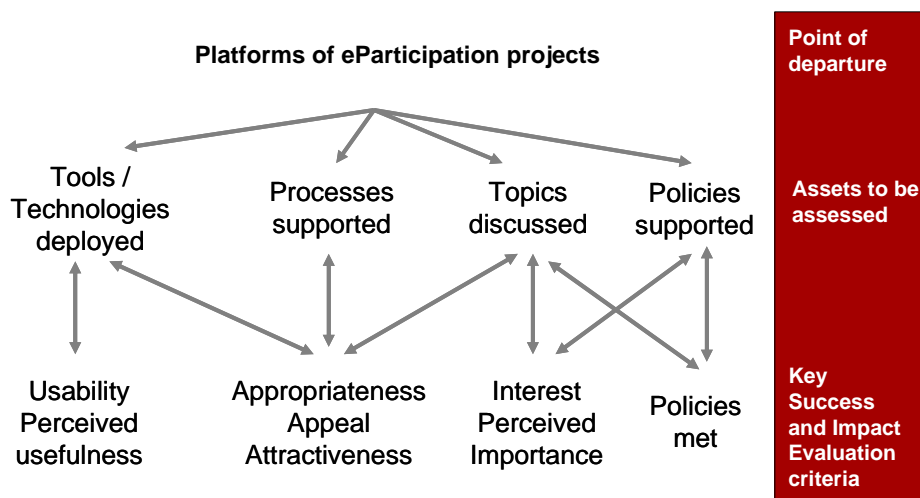 Platforms of eParticipation projects
Point of
departure
Tools /
Technologies
deployed
Processes
supported
Topics
discussed
Policies
supported
Assets to be
assessed
Usability
Perceived
usefulness
Appropriateness
Appeal
Attractiveness
Interest
Perceived
Importance
Policies
met
Key
Success
and Impact
Evaluation
criteria